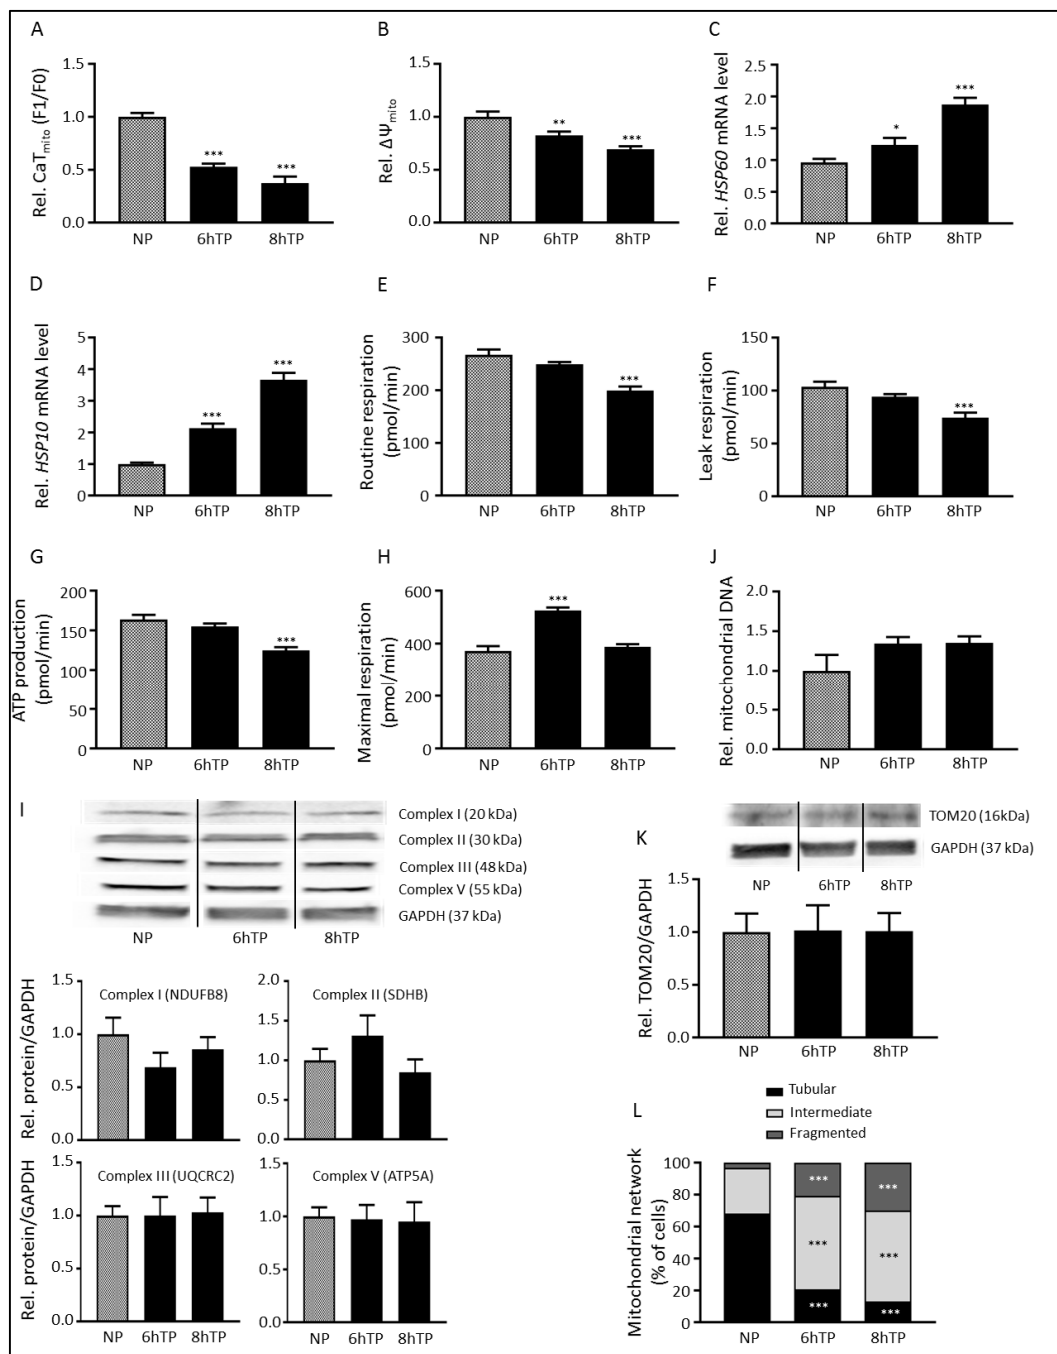 A
Rel. CaTmito (F1/F0)
1.5
1.0
0.5
0.0
***
***
NP
6hTP
8hTP
B
Rel. ΔΨmito
1.5
1.0
0.5
0.0
**
***
NP
6hTP
8hTP
C
Rel. HSP60 mRNA level
2.5
2.0
1.5
1.0
0.5
0.0
*
***
NP
6hTP
8hTP
D
Rel. HSP10 mRNA level
5
4
3
2
1
0
***
***
NP
6hTP
8hTP
E
Routine respiration
(pmol/min)
300
200
100
0
***
NP
6hTP
8hTP
F
Leak respiration
(pmol/min)
150
100
50
0
***
NP
6hTP
8hTP
G
ATP production
(pmol/min)
200
150
100
50
0
***
NP
6hTP
8hTP
H
Maximal respiration
(pmol/min)
600
400
200
0
***
NP
6hTP
8hTP
J
Rel. mitochondrial DNA
2.0
1.5
1.0
0.5
0.0
NP
6hTP
8hTP
I
Complex I (20 kDa)
Complex II (30 kDa)
Complex III (48 kDa)
Complex V (55 kDa)
GAPDH (37 kDa)
NP
6hTP
8hTP
Rel. protein/GAPDH
1.5
1.0
0.5
0.0
Complex I (NDUFB8)
2.0
1.5
1.0
0.5
0.0
Complex II (SDHB)
Rel. protein/GAPDH
1.5
1.0
0.5
0.0
Complex III (UQCRC2)
NP
6hTP
8hTP
1.5
1.0
0.5
0.0
Complex V (ATP5A)
NP
6hTP
8hTP
K
TOM20 (16kDa)
GAPDH (37 kDa)
NP
6hTP
8hTP
Rel. TOM20/GAPDH
1.5
1.0
0.5
0.0
NP
6hTP
8hTP
L
Tubular
Intermediate
Fragmented
Mitochondrial network
(% of cells)
100
80
60
40
20
0
***
***
***
***
***
***
NP
6hTP
8hTP